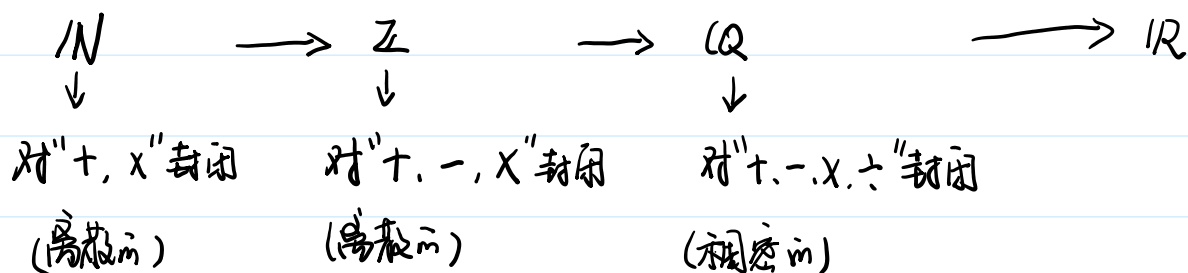 ℕ → ℤ → ℚ → ℝ
↓ ↓ ↓
对"+, ×"封闭 对"+、-, ×"封闭 对"+、-、×、÷"封闭
(离散的) (离散的) (稠密的)